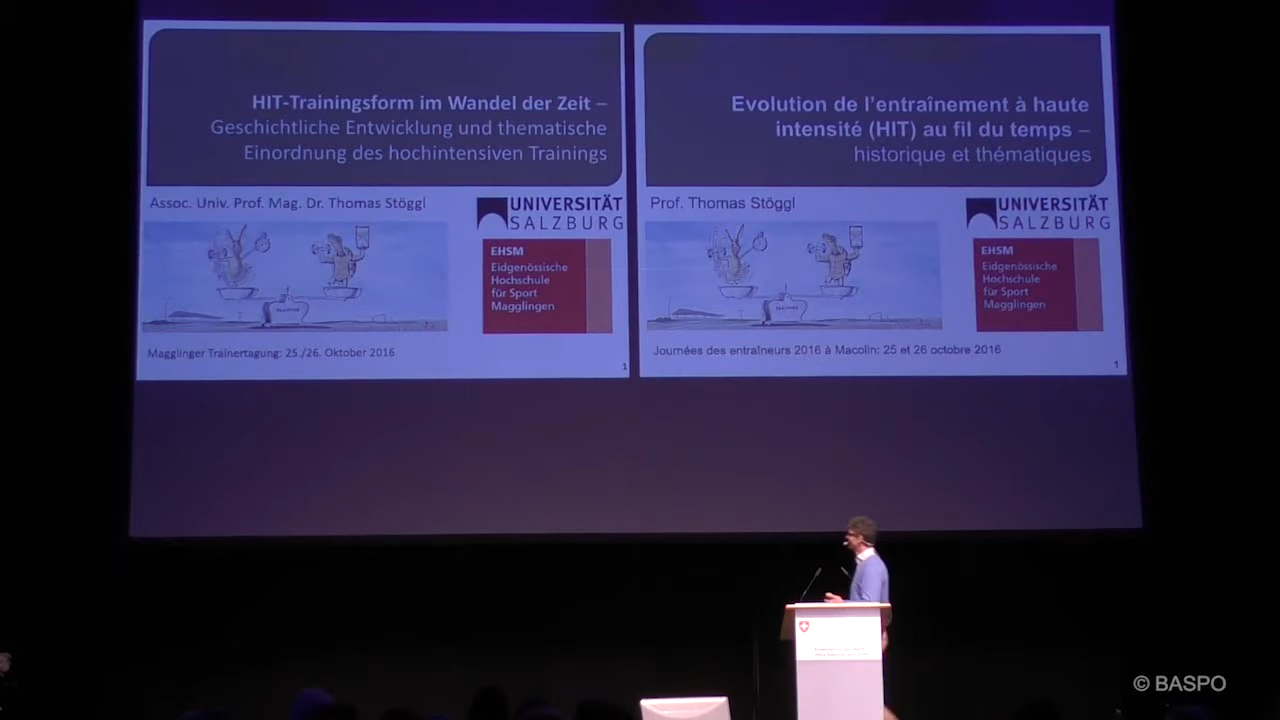 HIT-Trainingsform im Wandel der Zeit –
Geschichtliche Entwicklung und thematische
Einordnung des hochintensiven Trainings
Assoc. Univ. Prof. Mag. Dr. Thomas Stöggl
UNIVERSITÄT
SALZBURG
EHSM
Eidgenössische
Hochschule
für Sport
Magglingen
Magglinger Trainertagung: 25./26. Oktober 2016
1
Evolution de l'entraînement à haute
intensité (HIT) au fil du temps –
historique et thématiques
Prof. Thomas Stöggl
UNIVERSITÄT
SALZBURG
EHSM
Eidgenössische
Hochschule
für Sport
Magglingen
Journées des entraîneurs 2016 à Macolin: 25 et 26 octobre 2016
1
© BASPO